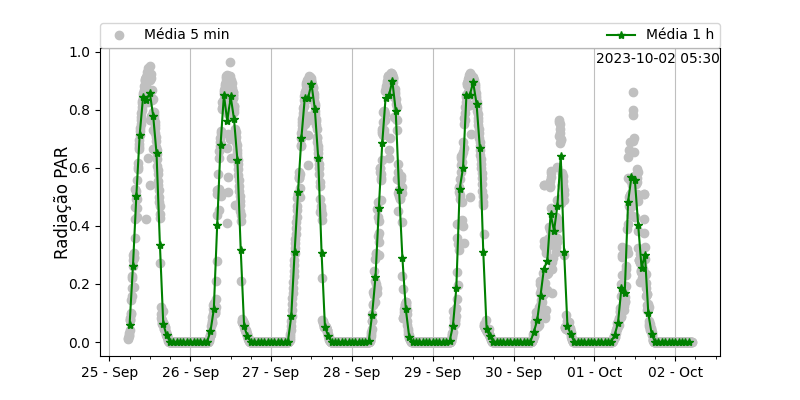 Média 5 min
Média 1 h
2023-10-02 05:30
Radiação PAR
1.0
0.8
0.6
0.4
0.2
0.0
25 - Sep
26 - Sep
27 - Sep
28 - Sep
29 - Sep
30 - Sep
01 - Oct
02 - Oct